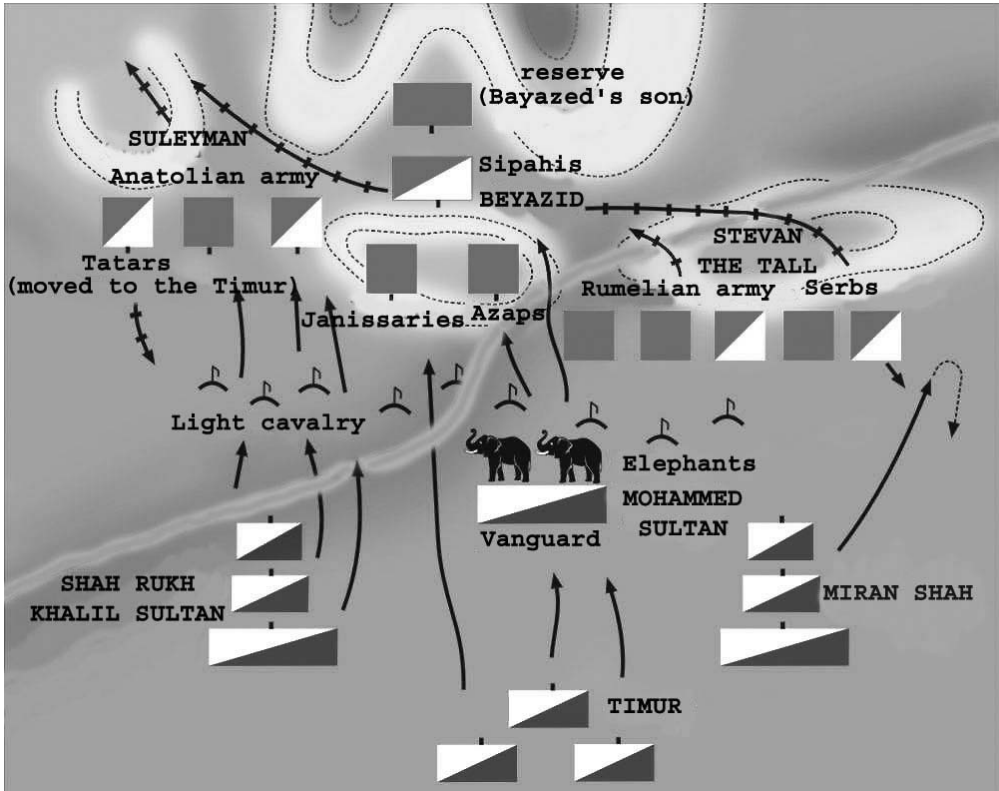 reserve
(Bayazed's son)
SULEYMAN
Anatolian army
Sipahis
BEYAZID
STEVAN
THE TALL
Tatars
(moved to the Timur)
Rumelian army
Serbs
Janissaries
Azaps
Light cavalry
Elephants
MOHAMMED
SULTAN
Vanguard
SHAH RUKH
KHALIL SULTAN
MIRAN SHAH
TIMUR